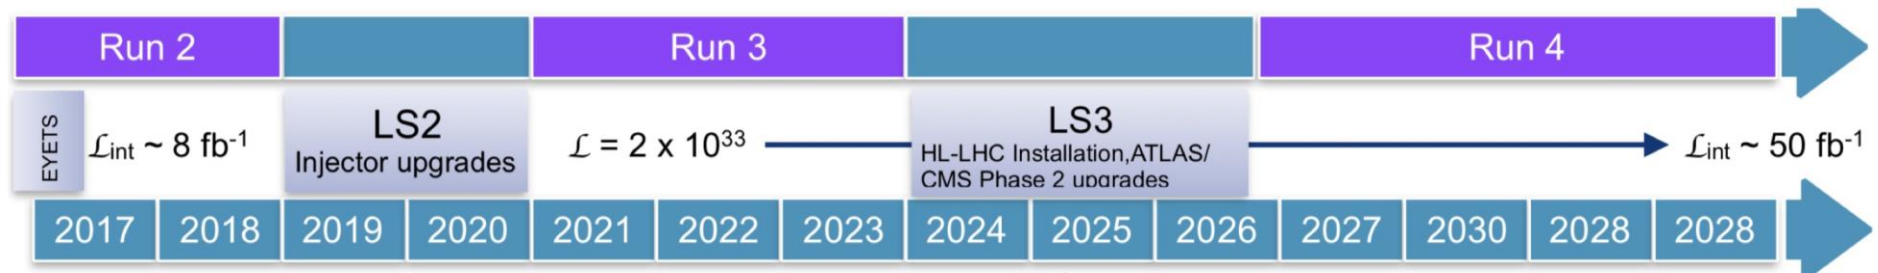 Run 2 Run 3 Run 4
EYETS
ℒint ~ 8 fb-1
LS2
Injector upgrades
ℒ = 2 x 10³³
LS3
HL-LHC Installation,ATLAS/
CMS Phase 2 upgrades
ℒint ~ 50 fb-1
2017 2018 2019 2020 2021 2022 2023 2024 2025 2026 2027 2030 2028 2028